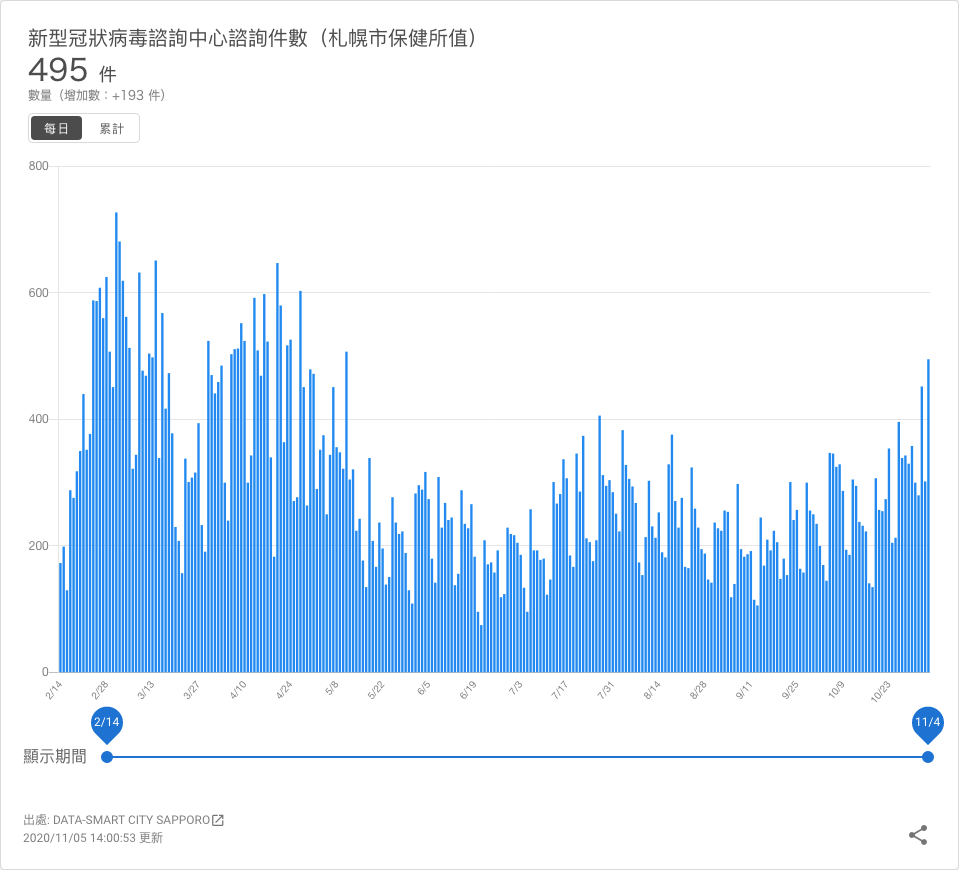 新型冠狀病毒諮詢中心諮詢件數（札幌市保健所值）
495 件
數量（增加數：+193 件）
每日 累計
800
600
400
200
0
2/14 2/28 3/13 3/27 4/10 4/24 5/8 5/22 6/5 6/19 7/3 7/17 7/31 8/14 8/28 9/11 9/25 10/9 10/23
2/14 11/4
顯示期間
出處: DATA-SMART CITY SAPPORO
2020/11/05 14:00:53 更新